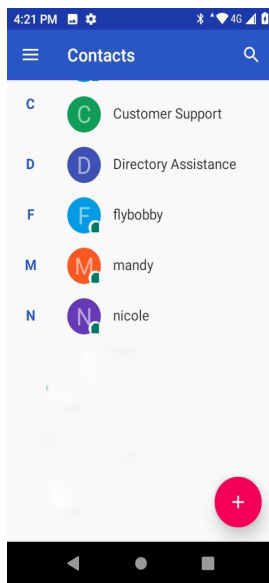 4:21 PM 4G
Contacts
C
C Customer Support
D
D Directory Assistance
F
F flybobby
M
M mandy
N
N nicole
+